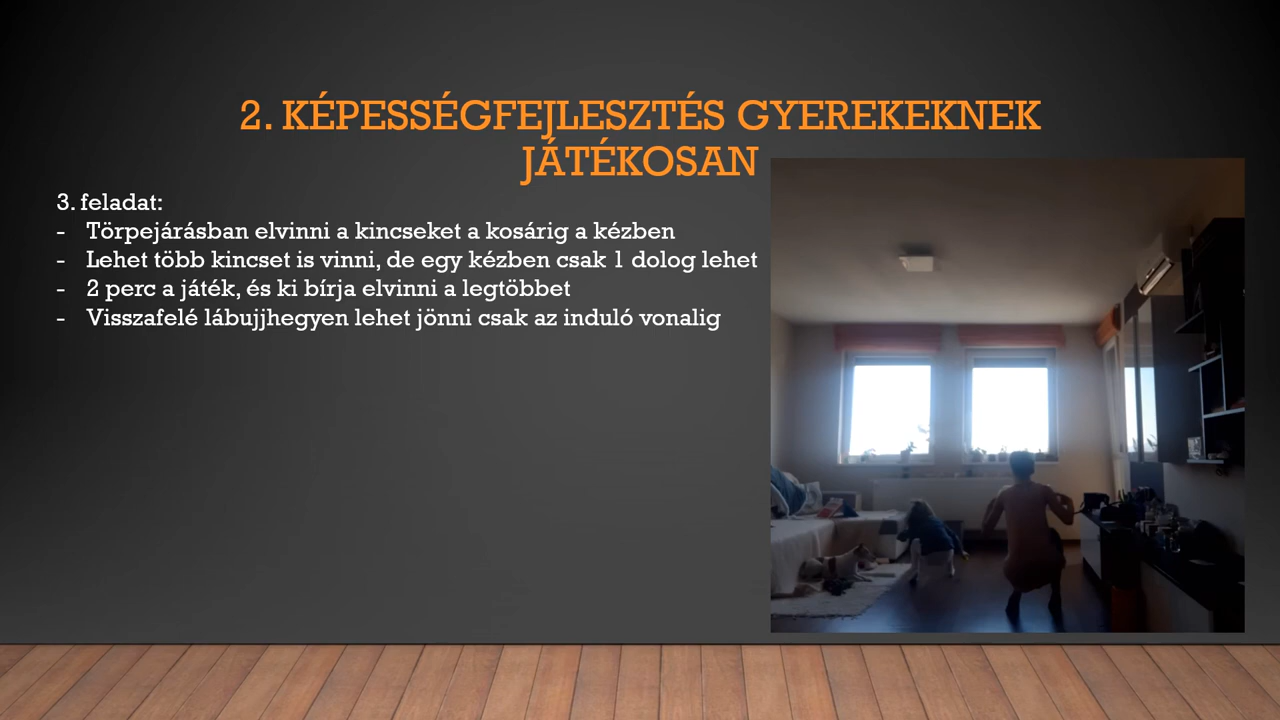 2. KÉPESSÉGFEJLESZTÉS GYEREKEKNEK
JÁTÉKOSAN
3. feladat:
- Törpejárásban elvinni a kincseket a kosárig a kézben
- Lehet több kincset is vinni, de egy kézben csak 1 dolog lehet
- 2 perc a játék, és ki bírja elvinni a legtöbbet
- Visszafelé lábujjhegyen lehet jönni csak az induló vonalig